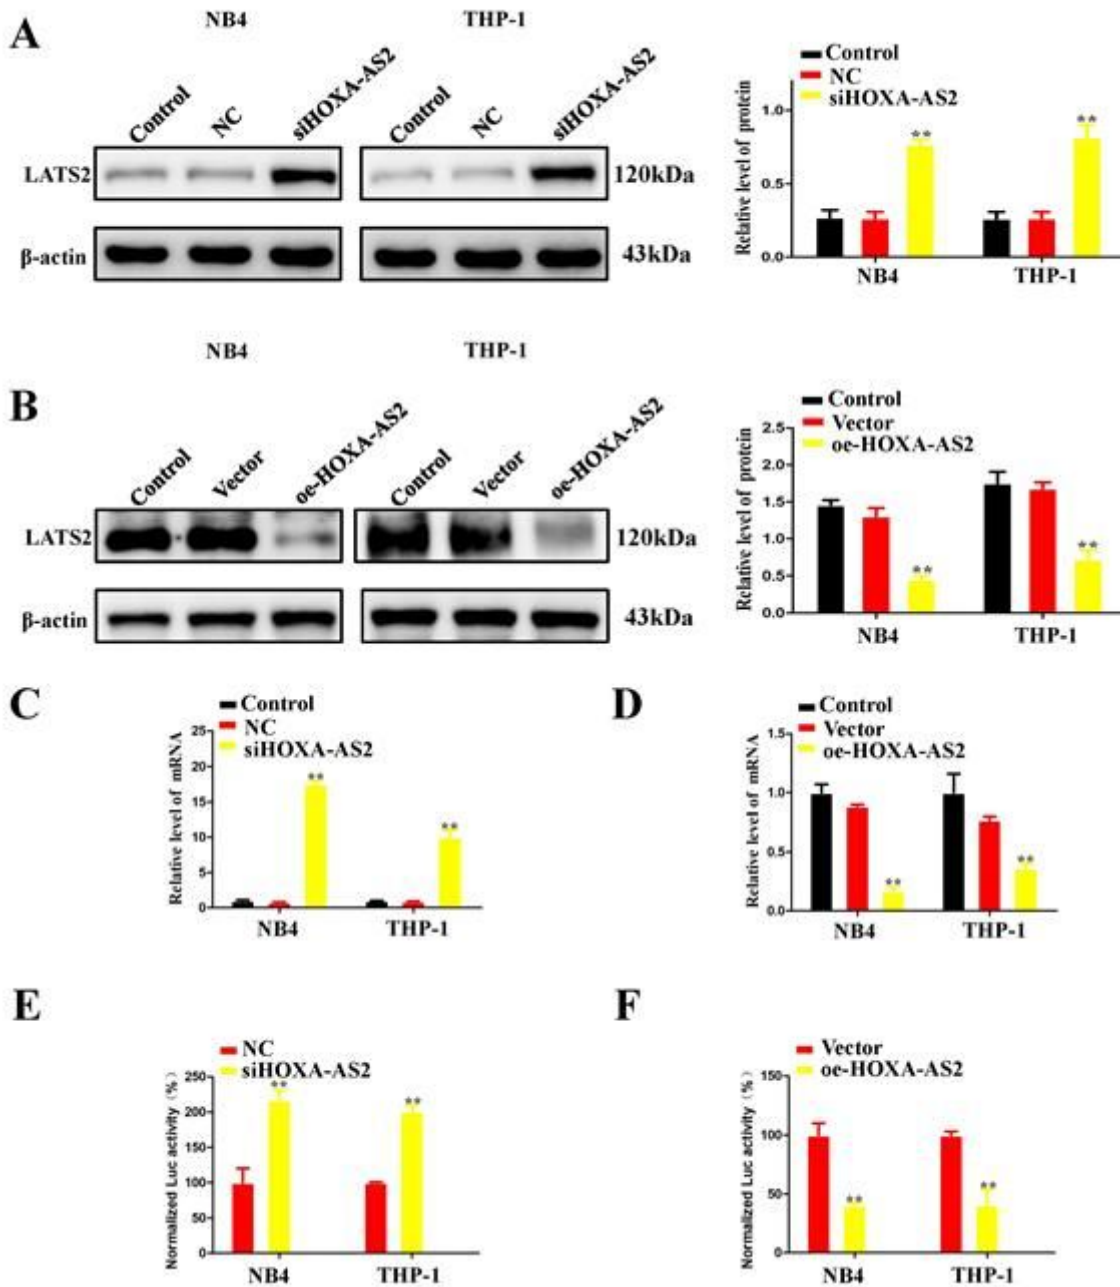 A
NB4
THP-1
Control
NC
siHOXA-AS2
Control
NC
siHOXA-AS2
LATS2
120kDa
β-actin
43kDa
Control
NC
siHOXA-AS2
Relative level of protein
1.0
0.5
0.0
**
**
NB4
THP-1
B
NB4
THP-1
Control
Vector
oe-HOXA-AS2
Control
Vector
oe-HOXA-AS2
LATS2
120kDa
β-actin
43kDa
Control
Vector
oe-HOXA-AS2
Relative level of protein
2.5
2.0
1.5
1.0
0.5
0.0
**
**
NB4
THP-1
C
Control
NC
siHOXA-AS2
Relative level of mRNA
25
20
15
10
5
0
**
**
NB4
THP-1
D
Control
Vector
oe-HOXA-AS2
Relative level of mRNA
1.5
1.0
0.5
0.0
**
**
NB4
THP-1
E
NC
siHOXA-AS2
Normalized Luc activity (%)
250
200
150
100
50
0
**
**
NB4
THP-1
F
Vector
oe-HOXA-AS2
Normalized Luc activity (%)
150
100
50
0
**
**
NB4
THP-1